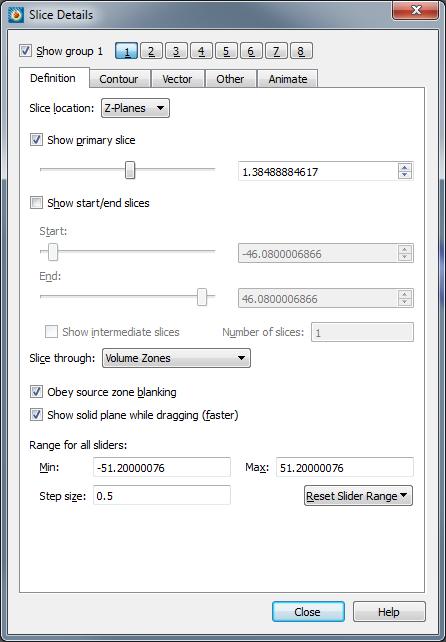 Slice Details
Show group 1 1 2 3 4 5 6 7 8
Definition Contour Vector Other Animate
Slice location: Z-Planes
Show primary slice
1.38488884617
Show start/end slices
Start:
-46.0800006866
End:
46.0800006866
Show intermediate slices Number of slices: 1
Slice through: Volume Zones
Obey source zone blanking
Show solid plane while dragging (faster)
Range for all sliders:
Min: -51.20000076 Max: 51.20000076
Step size: 0.5 Reset Slider Range
Close Help